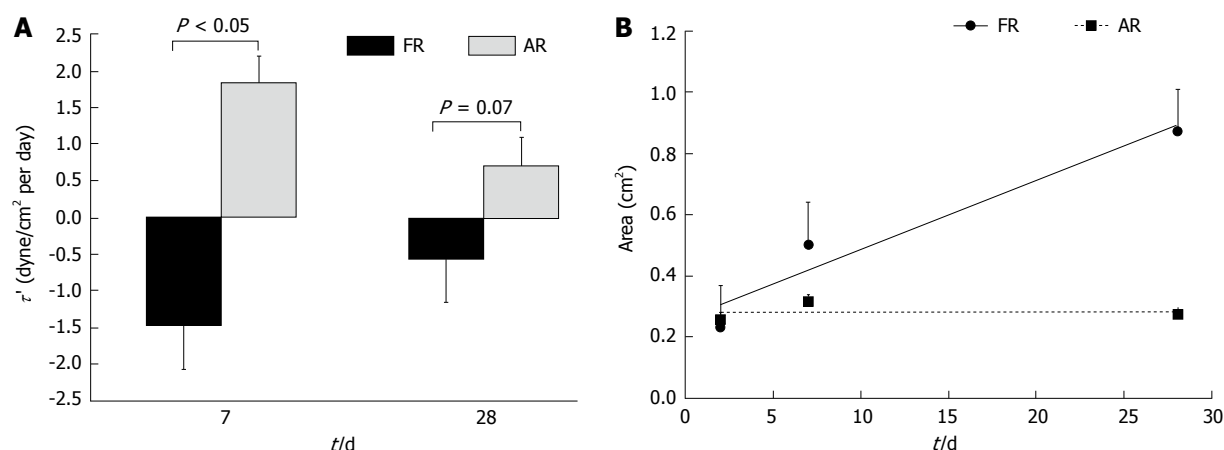 A
P < 0.05
FR
AR
P = 0.07
2.5
2.0
1.5
1.0
0.5
0.0
-0.5
-1.0
-1.5
-2.0
-2.5
τ' (dyne/cm² per day)
7
28
t/d
B
FR
AR
1.2
1.0
0.8
0.6
0.4
0.2
0.0
Area (cm²)
0
5
10
15
20
25
30
t/d